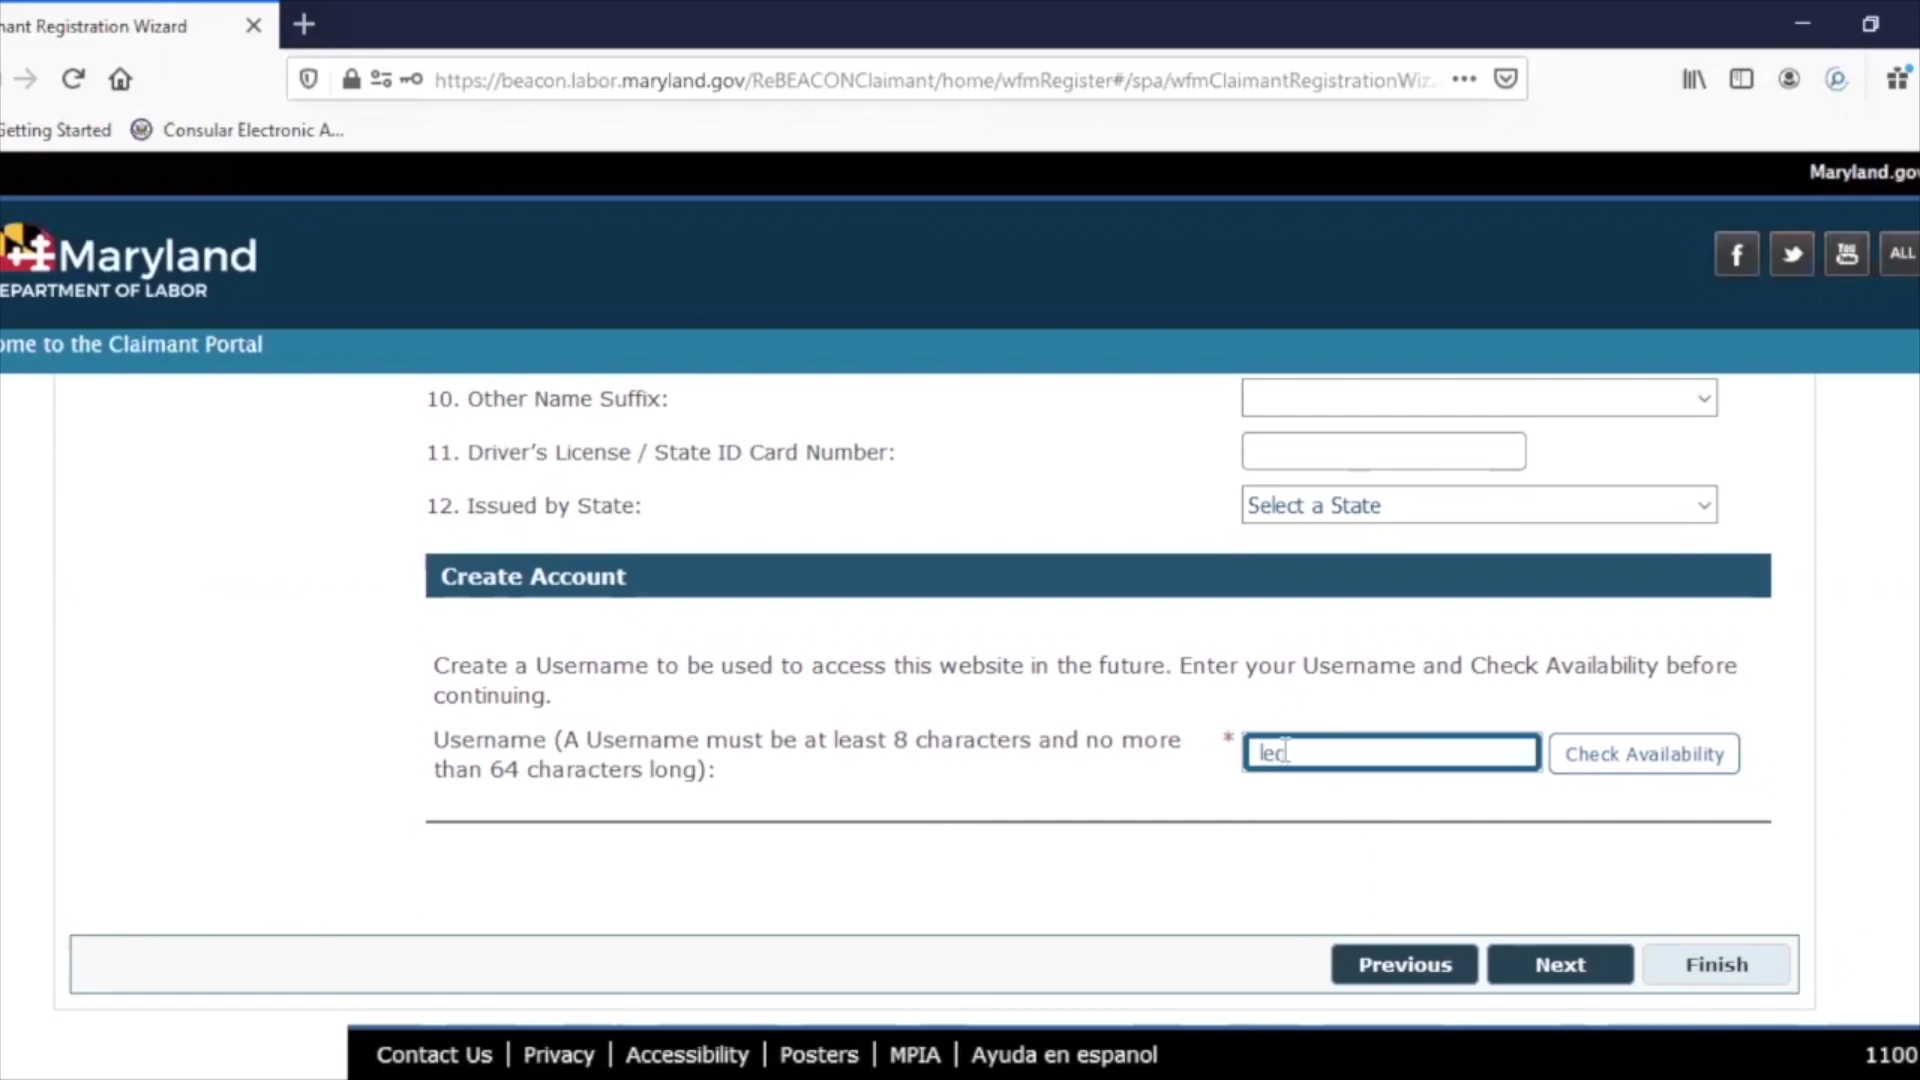 nant Registration Wizard
https://beacon.labor.maryland.gov/ReBEACONClaimant/home/wfmRegister#/spa/wfmClaimantRegistrationWiz
Getting Started Consular Electronic A...
Maryland.gov
Maryland
EPARTMENT OF LABOR
f You ALL
ome to the Claimant Portal
10. Other Name Suffix:
11. Driver's License / State ID Card Number:
12. Issued by State: Select a State
Create Account
Create a Username to be used to access this website in the future. Enter your Username and Check Availability before
continuing.
Username (A Username must be at least 8 characters and no more
than 64 characters long): * lec Check Availability
Previous Next Finish
Contact Us | Privacy | Accessibility | Posters | MPIA | Ayuda en espanol 1100